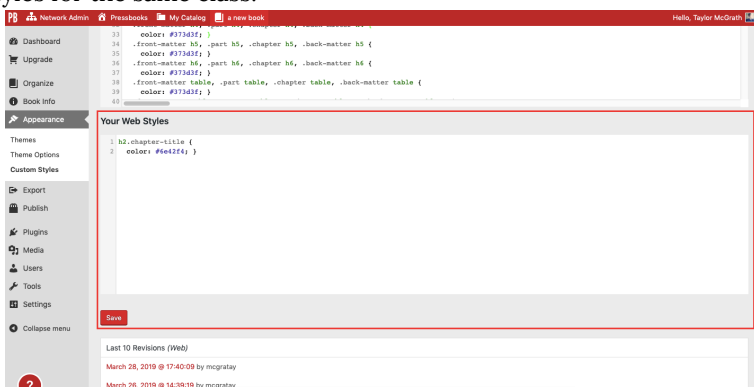 yles for the same class.
PB Network Admin Pressbooks My Catalog a new book Hello, Taylor McGrath
Dashboard
Upgrade
Organize
Book Info
Appearance
Themes
Theme Options
Custom Styles
Export
Publish
Plugins
Media
Users
Tools
Settings
Collapse menu
?
33 color: #373d3f; }
34 .front-matter h5, .part h5, .chapter h5, .back-matter h5 {
35 color: #373d3f; }
36 .front-matter h6, .part h6, .chapter h6, .back-matter h6 {
37 color: #373d3f; }
38 .front-matter table, .part table, .chapter table, .back-matter table {
39 color: #373d3f; }
40
Your Web Styles
1 h2.chapter-title {
2 color: #6e42f4; }
Save
Last 10 Revisions (Web)
March 28, 2019 @ 17:40:09 by mcgratay
March 26, 2019 @ 14:39:19 by mcgratay